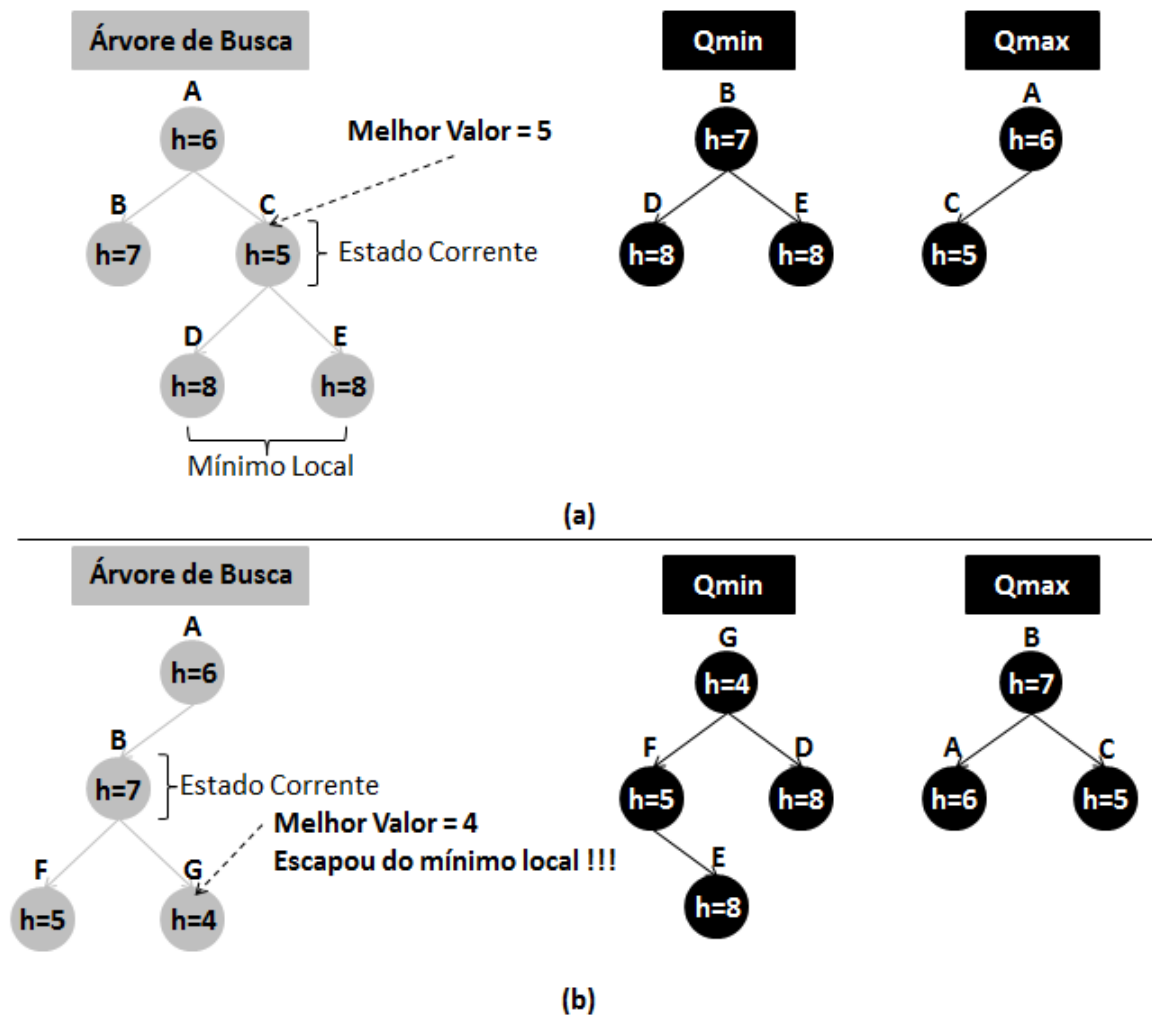 Árvore de Busca Qmin Qmax
A B A
h=6 Melhor Valor = 5 h=7 h=6
B C D E C
h=7 h=5 Estado Corrente h=8 h=8 h=5
D E
h=8 h=8
Mínimo Local
(a)
Árvore de Busca Qmin Qmax
A G B
h=6 h=4 h=7
B F D A C
h=7 Estado Corrente h=5 h=8 h=6 h=5
Melhor Valor = 4
Escapou do mínimo local !!!
F G E
h=5 h=4 h=8
(b)